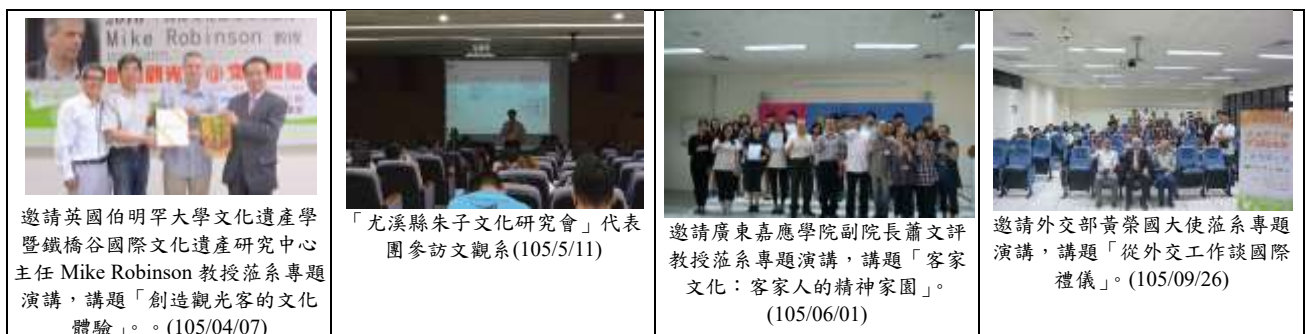 Mike Robinson 教授
邀請英國伯明罕大學文化遺產學
暨鐵橋谷國際文化遺產研究中心
主任 Mike Robinson 教授蒞系專題
演講，講題「創造觀光客的文化
體驗」。。(105/04/07)
「尤溪縣朱子文化研究會」代表
團參訪文觀系(105/5/11)
邀請廣東嘉應學院副院長蕭文評
教授蒞系專題演講，講題「客家
文化：客家人的精神家園」。
(105/06/01)
邀請外交部黃榮國大使蒞系專題
演講，講題「從外交工作談國際
禮儀」。(105/09/26)